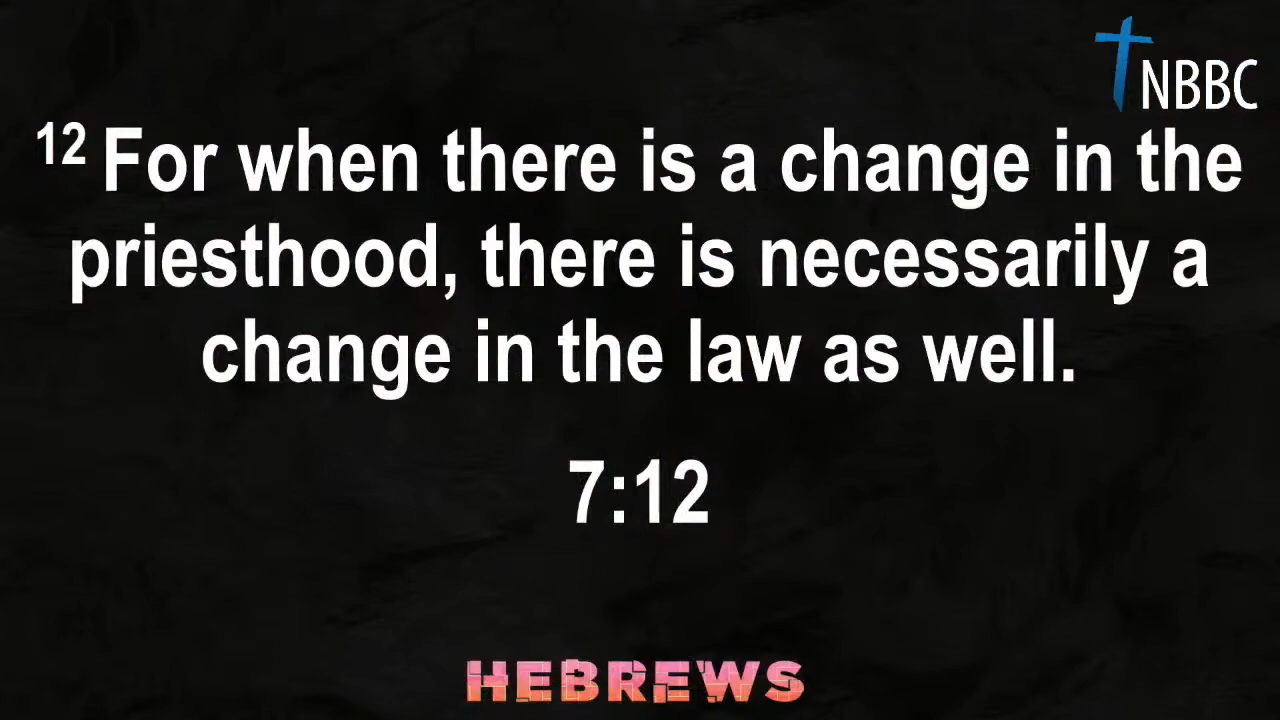 NBBC
12 For when there is a change in the
priesthood, there is necessarily a
change in the law as well.
7:12
HEBREWS